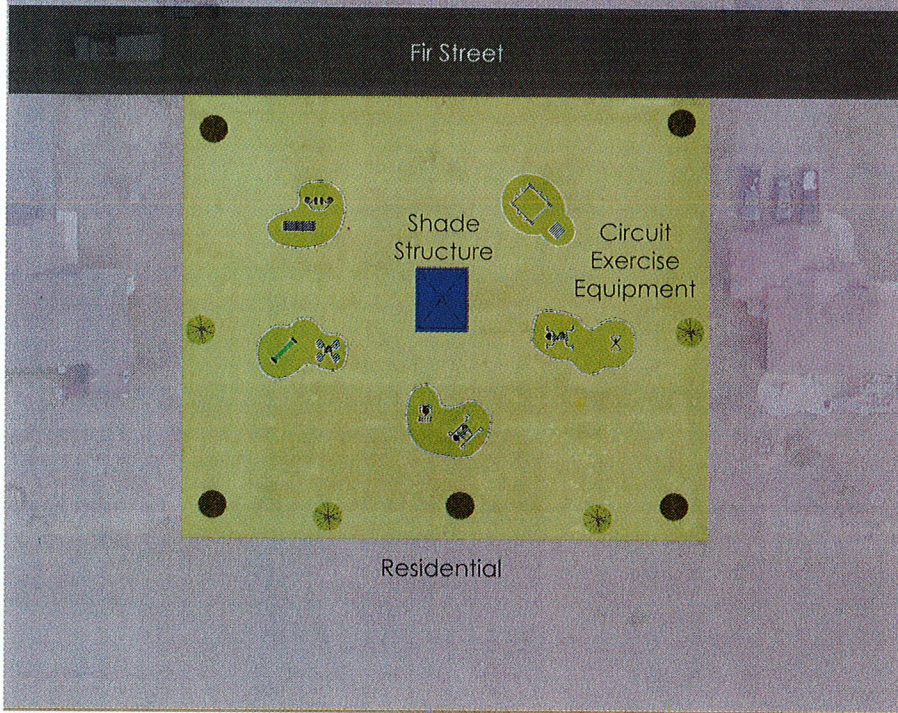 Fir Street
Shade
Structure
Circuit
Exercise
Equipment
Residential